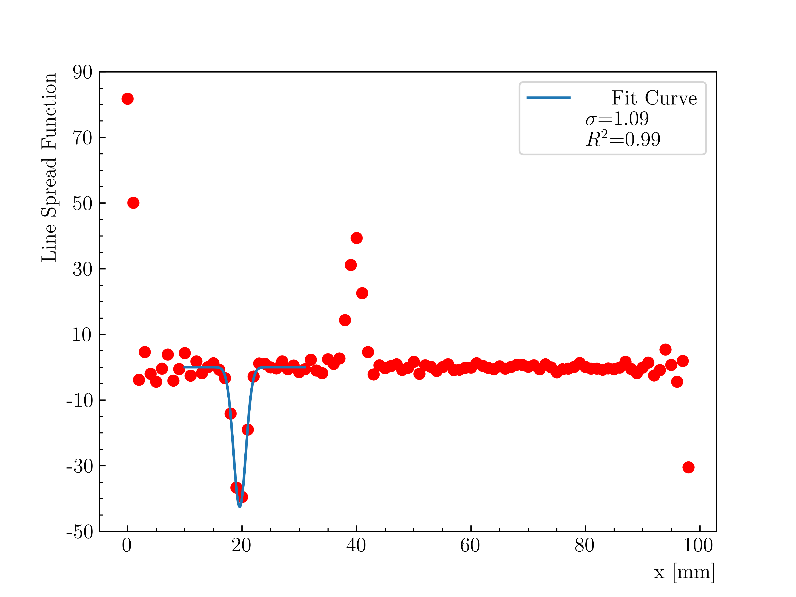 90
70
50
30
10
-10
-30
-50
Line Spread Function
Fit Curve
σ=1.09
R²=0.99
0 20 40 60 80 100
x [mm]